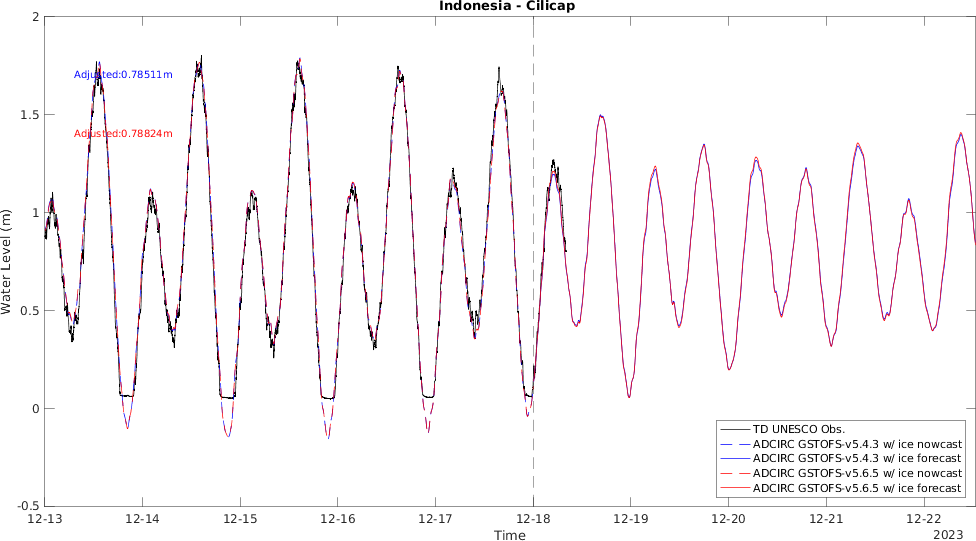 Indonesia - Cilicap
Water Level (m)
2
1.5
1
0.5
0
-0.5
Adjusted:0.78511m
Adjusted:0.78824m
TD UNESCO Obs.
ADCIRC GSTOFS-v5.4.3 w/ ice nowcast
ADCIRC GSTOFS-v5.4.3 w/ ice forecast
ADCIRC GSTOFS-v5.6.5 w/ ice nowcast
ADCIRC GSTOFS-v5.6.5 w/ ice forecast
12-13 12-14 12-15 12-16 12-17 12-18 12-19 12-20 12-21 12-22
Time
2023